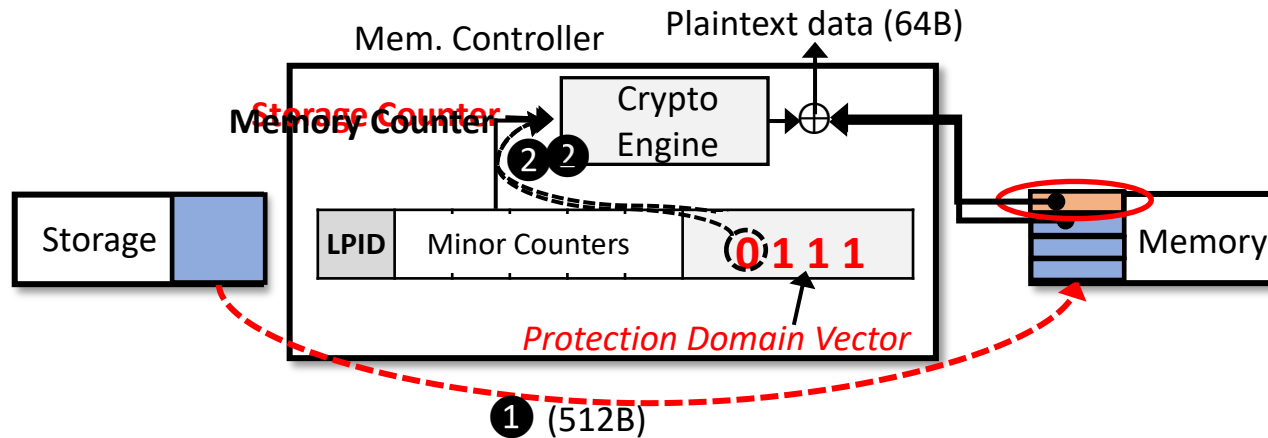 Plaintext data (64B)
Mem. Controller
Storage Counter
Memory Counter
Crypto
Engine
2 2
Storage
LPID
Minor Counters
0 1 1 1
Memory
Protection Domain Vector
1 (512B)